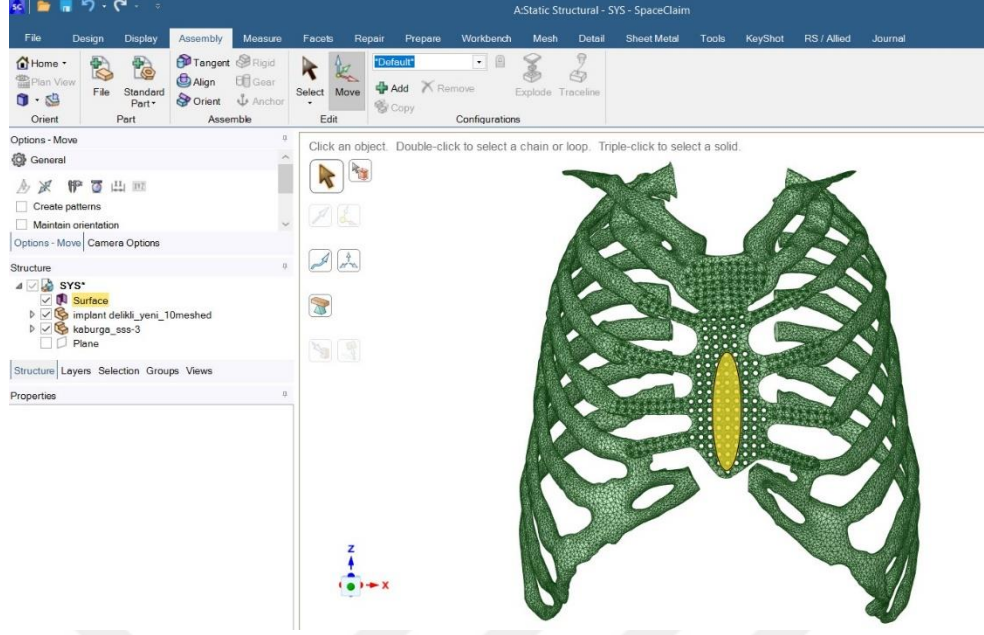 A:Static Structural - SYS - SpaceClaim
File Design Display Assembly Measure Facets Repair Prepare Workbench Mesh Detail Sheet Metal Tools KeyShot RS / Allied Journal
Home Tangent Rigid *Default*
Plan View Align Gear Add Remove
File Standard Part Orient Anchor Select Move Copy Explode Traceline
Orient Part Assemble Edit Configurations
Options - Move
General
XYZ
Create patterns
Maintain orientation
Options - Move Camera Options
Structure
SYS*
Surface
implant delikli_yeni_10meshed
kaburga_sss-3
Plane
Structure Layers Selection Groups Views
Properties
Click an object. Double-click to select a chain or loop. Triple-click to select a solid.
Z
X